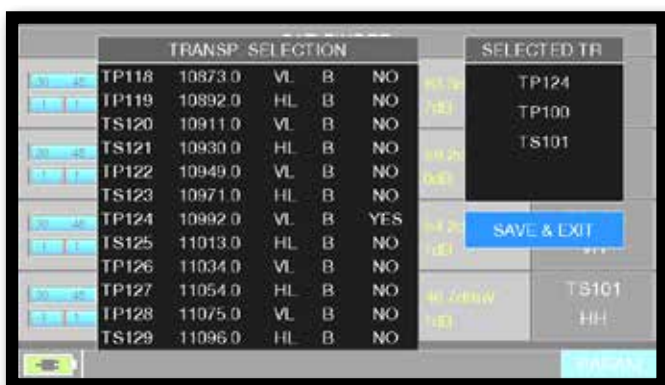 TRANSP. SELECTION
TP118 10873.0 VL B NO
TP119 10892.0 HL B NO
TS120 10911.0 VL B NO
TS121 10930.0 HL B NO
TP122 10949.0 VL B NO
TS123 10971.0 HL B NO
TP124 10992.0 VL B YES
TS125 11013.0 HL B NO
TP126 11034.0 VL B NO
TP127 11054.0 HL B NO
TP128 11075.0 VL B NO
TS129 11096.0 HL B NO
SELECTED TR
TP124
TP100
TS101
SAVE & EXIT
TS101
HH